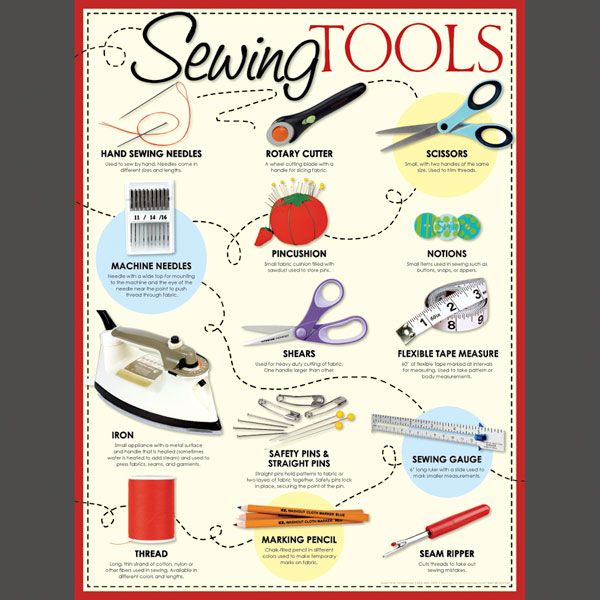 Sewing TOOLS
HAND SEWING NEEDLES
Used to sew by hand. Needles come in
different sizes and lengths.
ROTARY CUTTER
A wheel cutting blade with a
handle for slicing fabric.
SCISSORS
Small, with two handles of the same
size. Used to trim threads.
11 / 14 /16
MACHINE NEEDLES
Needle with a wide top for mounting
to the machine and the eye of the
needle near the point to push
thread through fabric.
PINCUSHION
Small fabric cushion filled with
sawdust used to store pins.
NOTIONS
Small items used in sewing such as
buttons, snaps, or zippers.
SHEARS
Used for heavy duty cutting of fabric.
One handle larger than other.
1 2 3
60in 8 9
FLEXIBLE TAPE MEASURE
60" of flexible tape marked at intervals
for measuring. Used to take pattern or
body measurements.
IRON
Small appliance with a metal surface
and handle that is heated (sometimes
water is heated to add steam) and used to
press fabrics, seams, and garments.
SAFETY PINS &
STRAIGHT PINS
Straight pins hold patterns to fabric or
two layers of fabric together. Safety pins lock
in place, securing the point of the pin.
SEWING GAUGE
6" long ruler with a slide used to
mark smaller measurements.
THREAD
Long, thin strand of cotton, nylon or
other fibers used in sewing. Available in
different colors and lengths.
WASHOUT CLOTH MARKER BLUE
WASHOUT CLOTH MARKER
MARKING PENCIL
Chalk-filled pencil in different
colors used to make temporary
marks on fabric.
SEAM RIPPER
Cuts threads to take out
sewing mistakes.